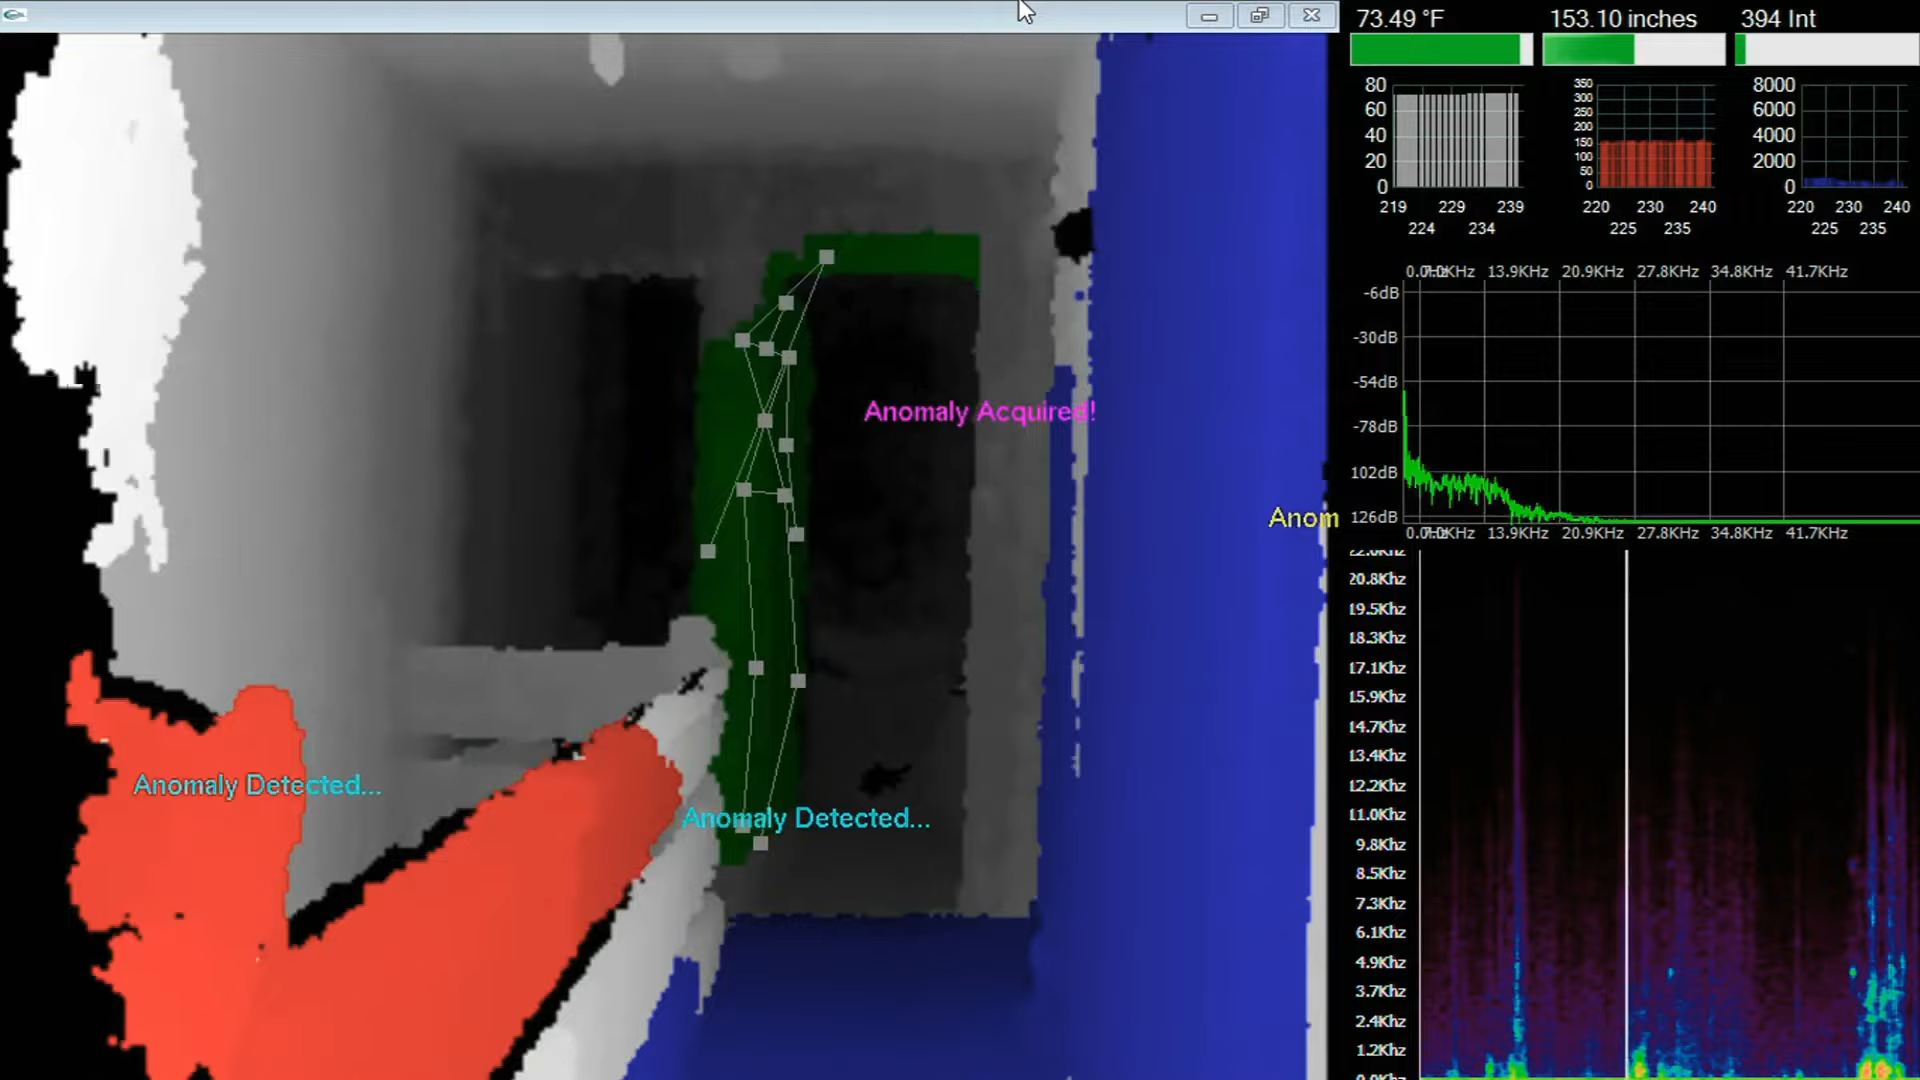 73.49 °F
153.10 inches
394 Int
80
60
40
20
0
219 229 239
224 234
350
300
250
200
150
100
50
0
220 230 240
225 235
8000
6000
4000
2000
0
220 230 240
225 235
13.9KHz 20.9KHz 27.8KHz 34.8KHz 41.7KHz
-6dB
-30dB
-54dB
-78dB
102dB
126dB
13.9KHz 20.9KHz 27.8KHz 34.8KHz 41.7KHz
20.8Khz
19.5Khz
18.3Khz
17.1Khz
15.9Khz
14.7Khz
13.4Khz
12.2Khz
11.0Khz
9.8Khz
8.5Khz
7.3Khz
6.1Khz
4.9Khz
3.7Khz
2.4Khz
1.2Khz
Anomaly Acquired!
Anom
Anomaly Detected...
Anomaly Detected...